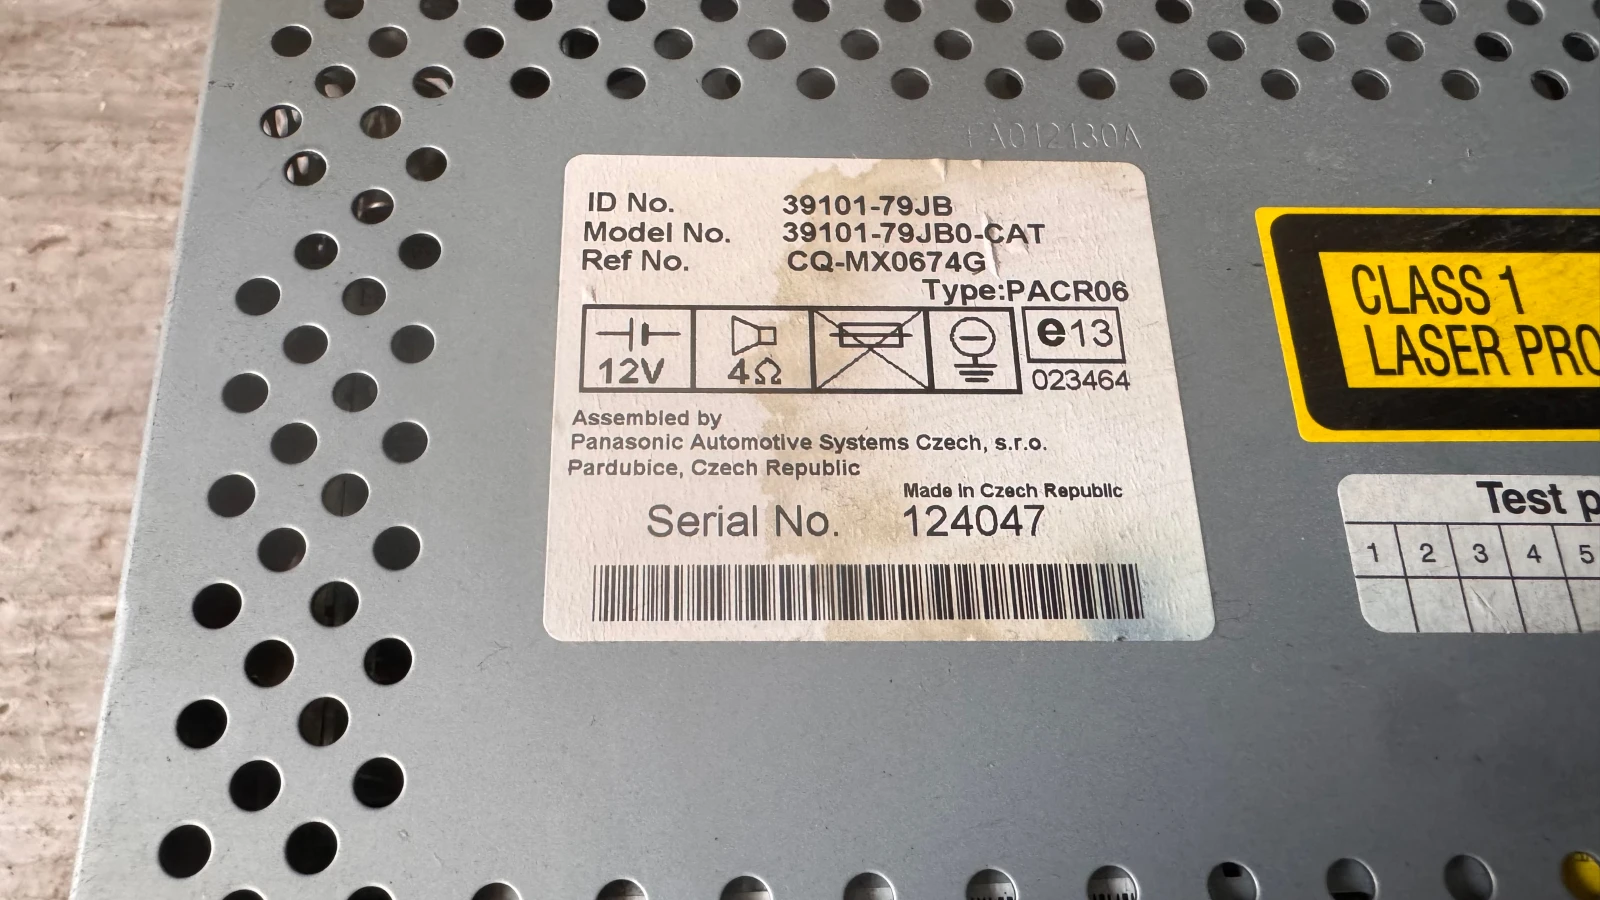 PA012130A
ID No. 39101-79JB
Model No. 39101-79JB0-CAT
Ref No. CQ-MX0674G
Type:PACR06
12V 4Ω e13
023464
Assembled by
Panasonic Automotive Systems Czech, s.r.o.
Pardubice, Czech Republic
Made in Czech Republic
Serial No. 124047
CLASS 1
LASER PRO
Test p
1 2 3 4 5